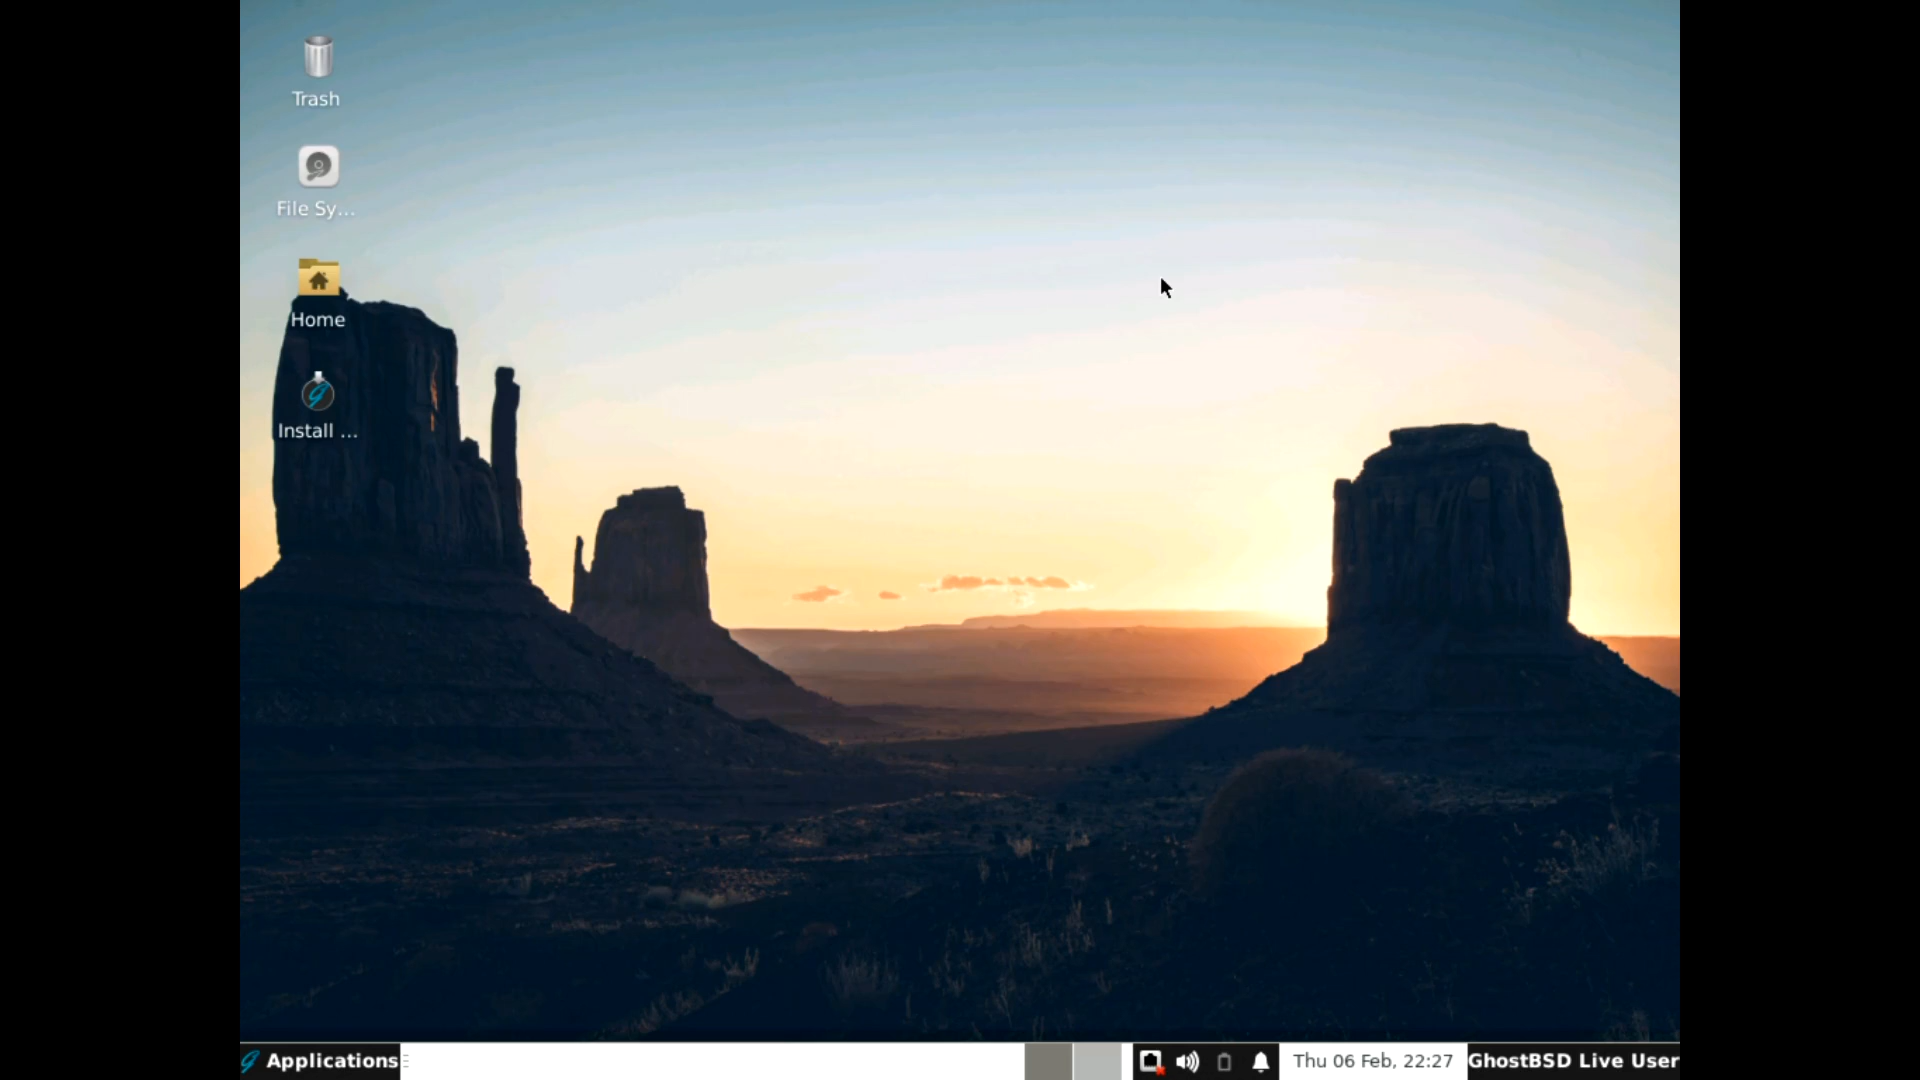 Trash
File Sy...
Home
Install ...
Applications
Thu 06 Feb, 22:27
GhostBSD Live User